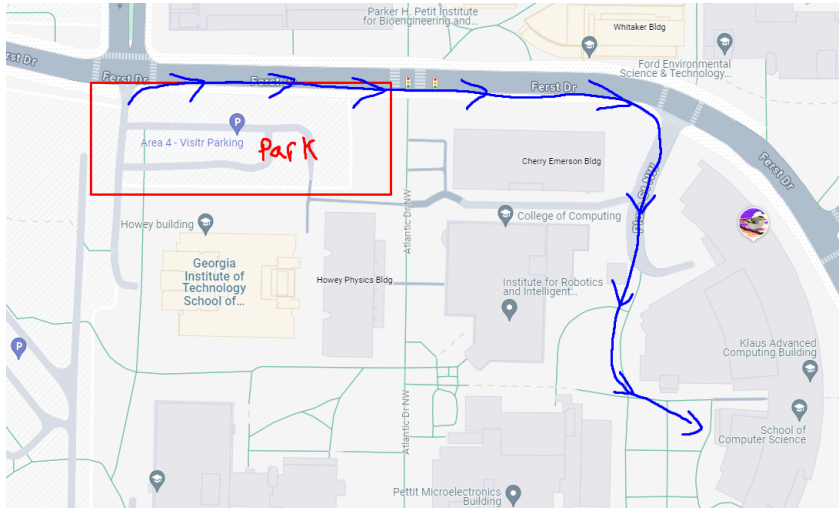 Parker H. Petit Institute
for Bioengineering and...
Whitaker Bldg
Ford Environmental
Science & Technology...
Ferst Dr
Ferst Dr
Ferst Dr
Ferst Dr
P
Area 4 - Visitr Parking
Park
Cherry Emerson Bldg
Atlantic Dr NW
College of Computing
Howey building
Georgia
Institute of
Technology
School of...
Howey Physics Bldg
Institute for Robotics
and Intelligent...
P
Klaus Advanced
Computing Building
Atlantic Dr NW
School of
Computer Science
Pettit Microelectronics
Building